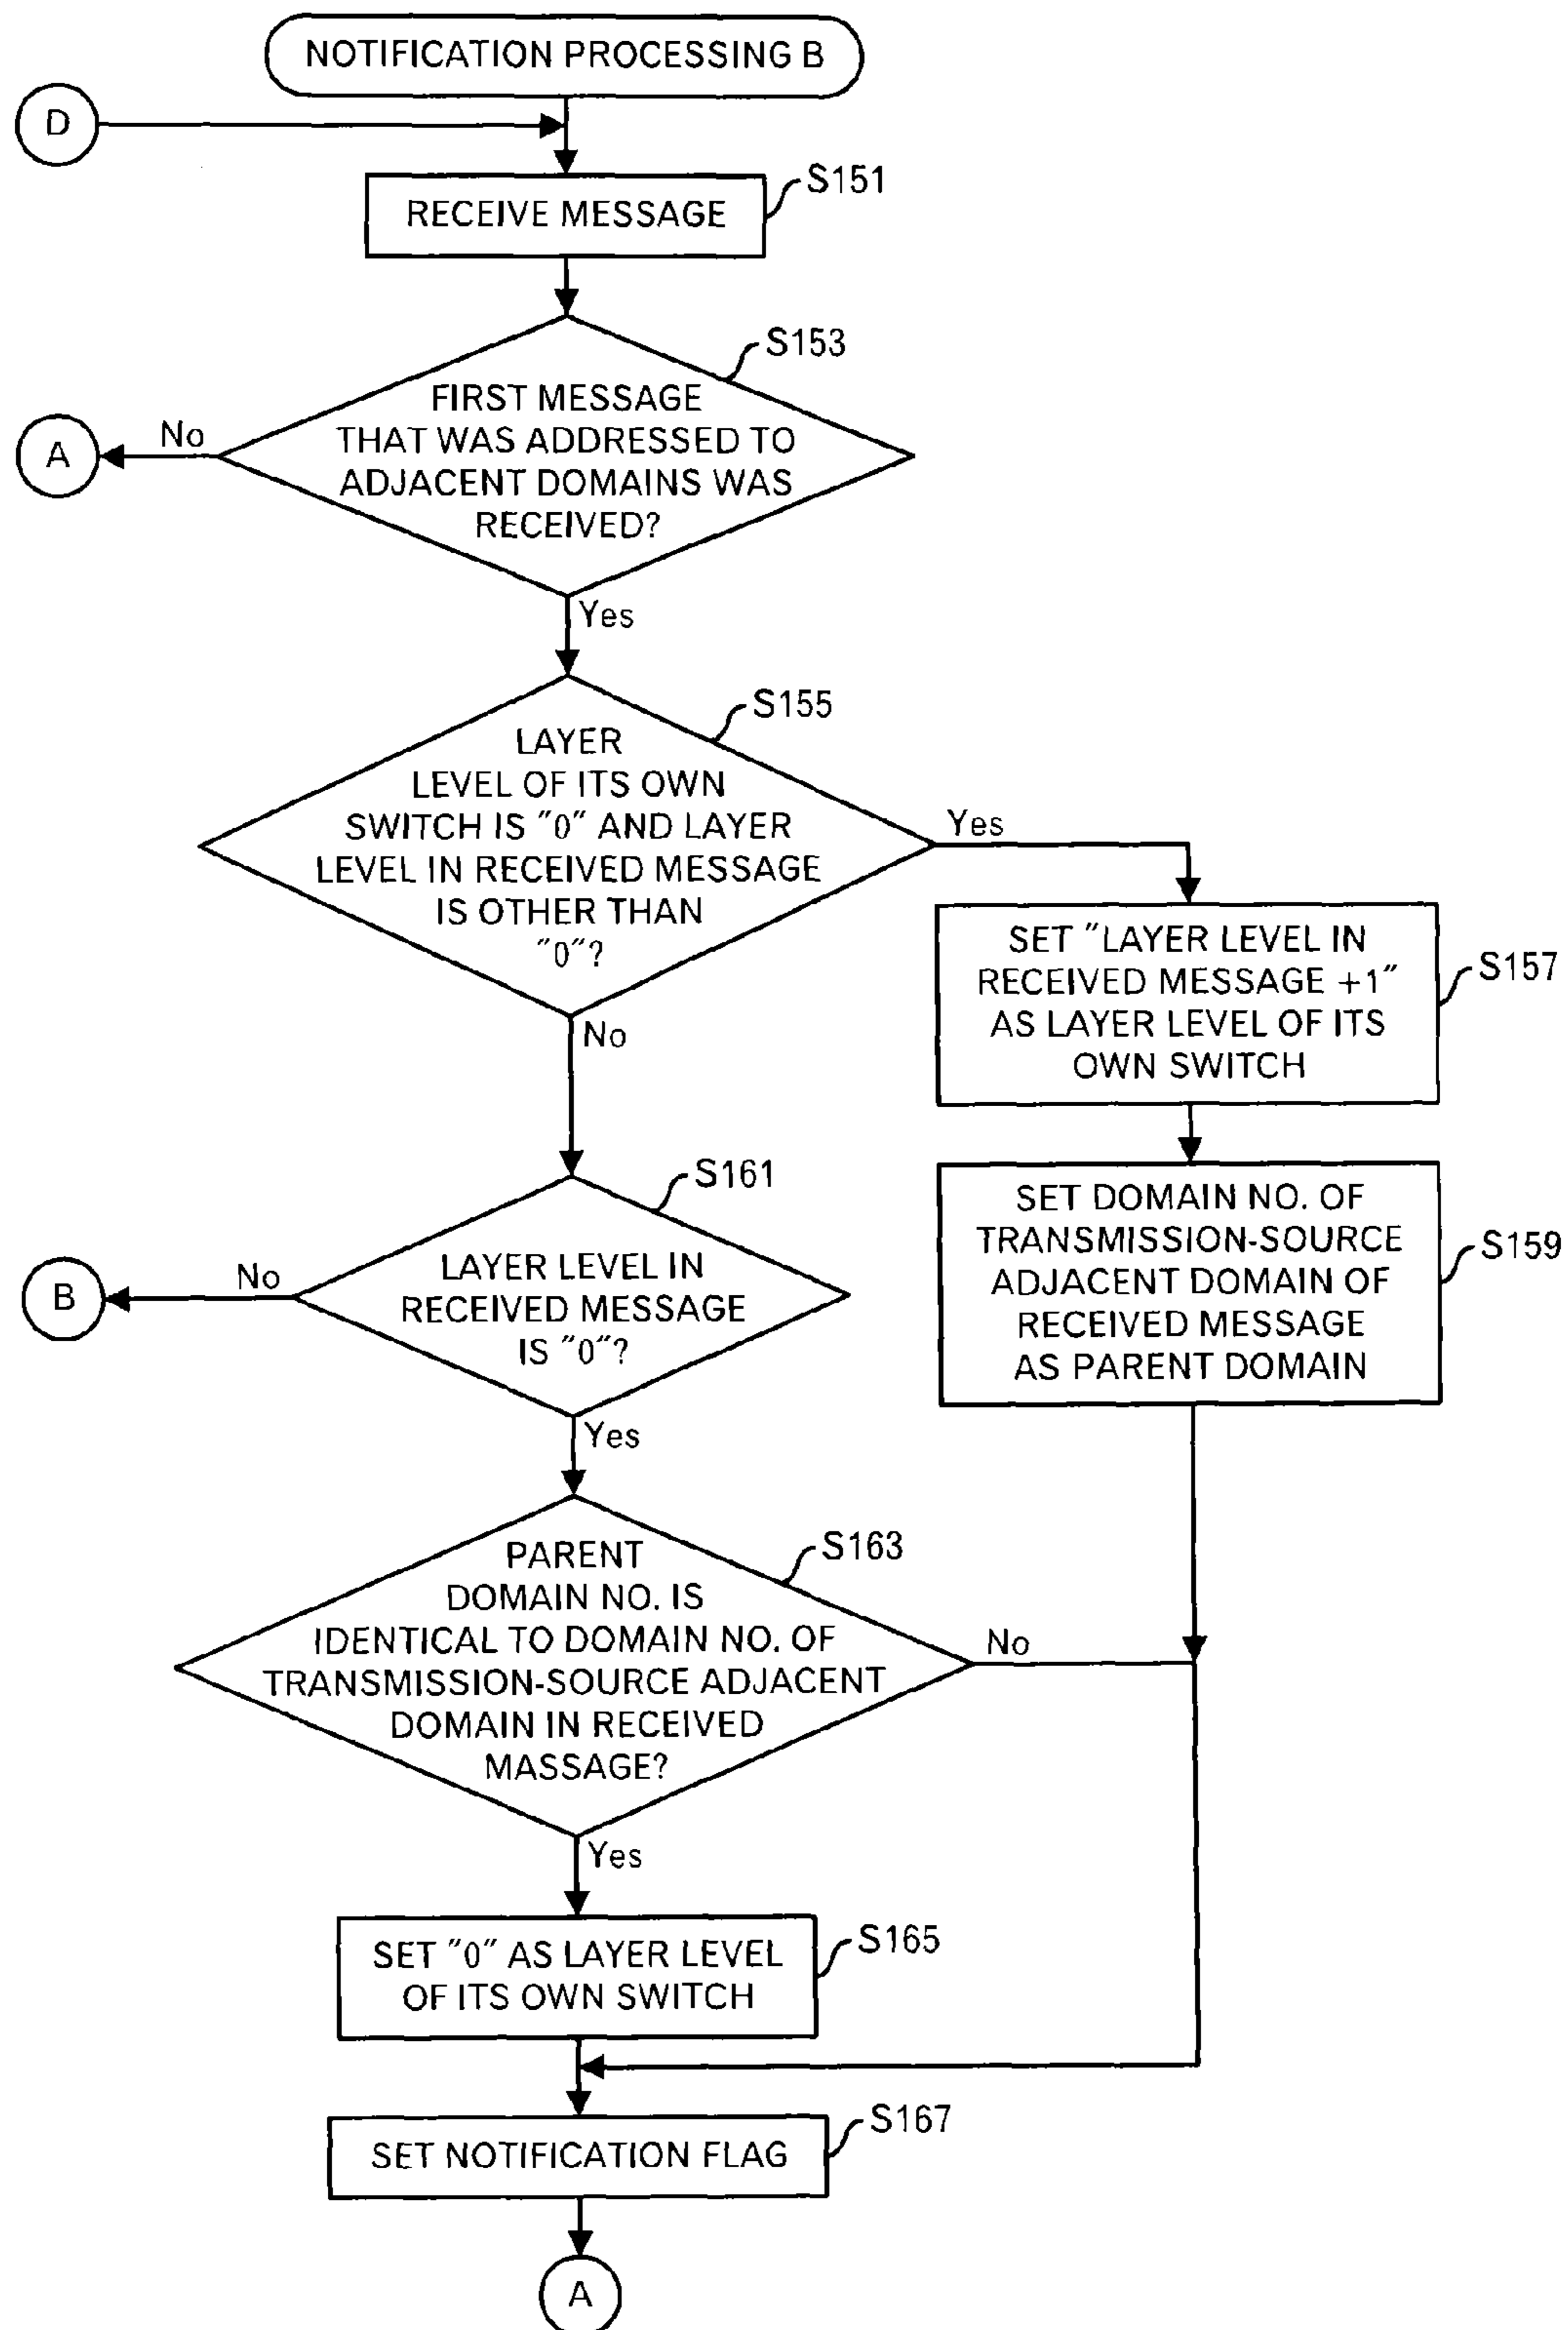 NOTIFICATION PROCESSING B
D
S151
RECEIVE MESSAGE
S153
FIRST MESSAGE
THAT WAS ADDRESSED TO
ADJACENT DOMAINS WAS
RECEIVED?
No
A
Yes
S155
LAYER
LEVEL OF ITS OWN
SWITCH IS "0" AND LAYER
LEVEL IN RECEIVED MESSAGE
IS OTHER THAN
"0"?
Yes
SET "LAYER LEVEL IN
RECEIVED MESSAGE +1"
AS LAYER LEVEL OF ITS
OWN SWITCH
S157
No
SET DOMAIN NO. OF
TRANSMISSION-SOURCE
ADJACENT DOMAIN OF
RECEIVED MESSAGE
AS PARENT DOMAIN
S159
S161
LAYER LEVEL IN
RECEIVED MESSAGE
IS "0"?
No
B
Yes
S163
PARENT
DOMAIN NO. IS
IDENTICAL TO DOMAIN NO. OF
TRANSMISSION-SOURCE ADJACENT
DOMAIN IN RECEIVED
MASSAGE?
No
Yes
S165
SET "0" AS LAYER LEVEL
OF ITS OWN SWITCH
S167
SET NOTIFICATION FLAG
A